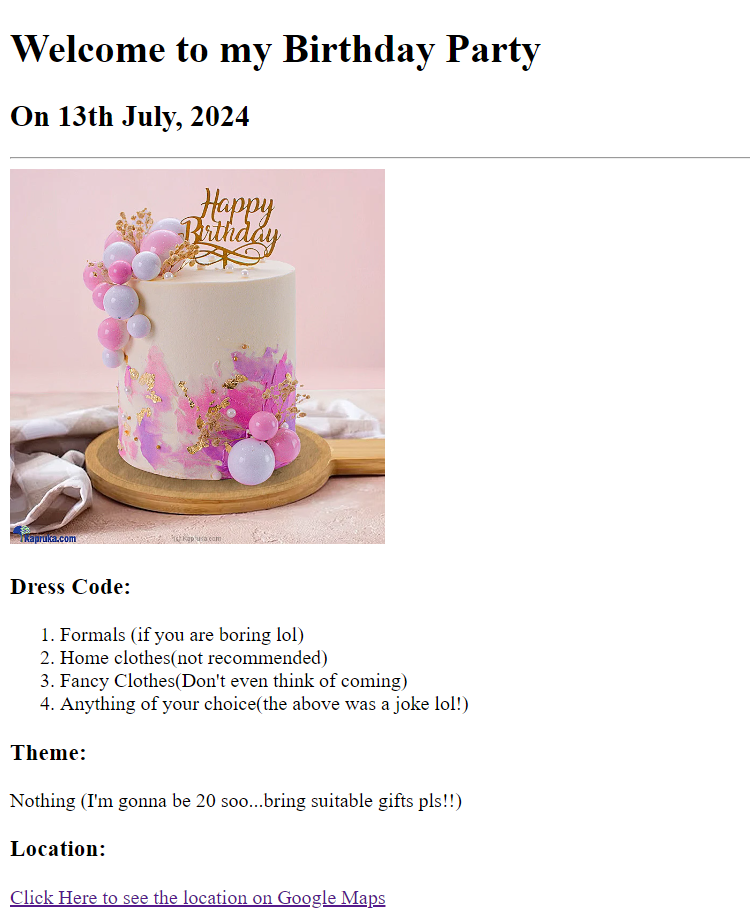 Welcome to my Birthday Party
On 13th July, 2024
Happy
Birthday
Kapruka.com
Dress Code:
1. Formals (if you are boring lol)
2. Home clothes(not recommended)
3. Fancy Clothes(Don't even think of coming)
4. Anything of your choice(the above was a joke lol!)
Theme:
Nothing (I'm gonna be 20 soo...bring suitable gifts pls!!)
Location:
Click Here to see the location on Google Maps